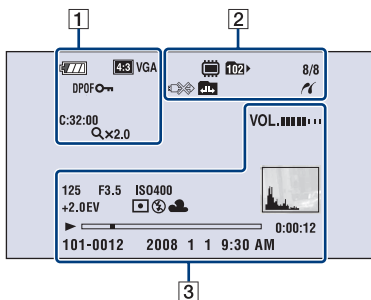 1 2
4:3 VGA 102 8/8
DPOF
C:32:00 VOL.
×2.0
125 F3.5 ISO400
+2.0EV
0:00:12
101-0012 2008 1 1 9:30 AM
3